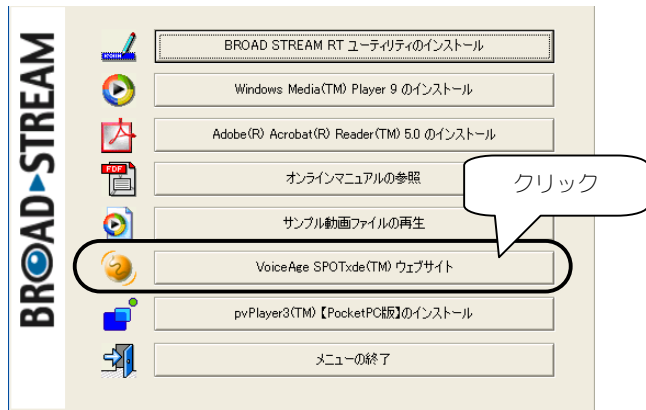 BROAD STREAM
BROAD STREAM RT ユーティリティのインストール
Windows Media(TM) Player 9 のインストール
Adobe(R) Acrobat(R) Reader(TM) 5.0 のインストール
PDF
オンラインマニュアルの参照
クリック
サンプル動画ファイルの再生
VoiceAge SPOTxde(TM) ウェブサイト
pvPlayer3(TM)【PocketPC版】のインストール
メニューの終了